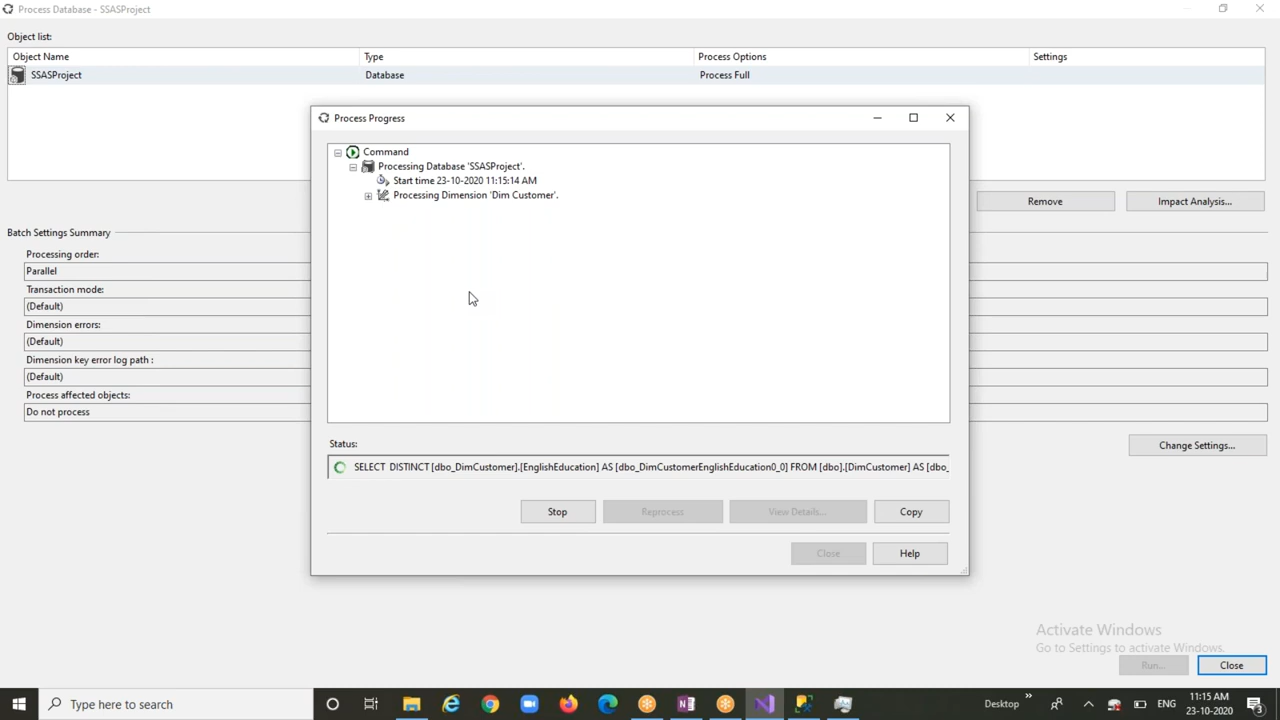 Process Database - SSASProject
Object list:
Object Name Type Process Options Settings
SSASProject Database Process Full
Process Progress
Command
Processing Database 'SSASProject'.
Start time 23-10-2020 11:15:14 AM
Processing Dimension 'Dim Customer'.
Remove Impact Analysis...
Batch Settings Summary
Processing order:
Parallel
Transaction mode:
(Default)
Dimension errors:
(Default)
Dimension key error log path :
(Default)
Process affected objects:
Do not process
Change Settings...
Status:
SELECT DISTINCT [dbo_DimCustomer].[EnglishEducation] AS [dbo_DimCustomerEnglishEducation0_0] FROM [dbo].[DimCustomer] AS [dbo_
Stop Reprocess View Details... Copy
Close Help
Activate Windows
Go to Settings to activate Windows.
Run... Close
Type here to search
Desktop
ENG
11:15 AM
23-10-2020
3